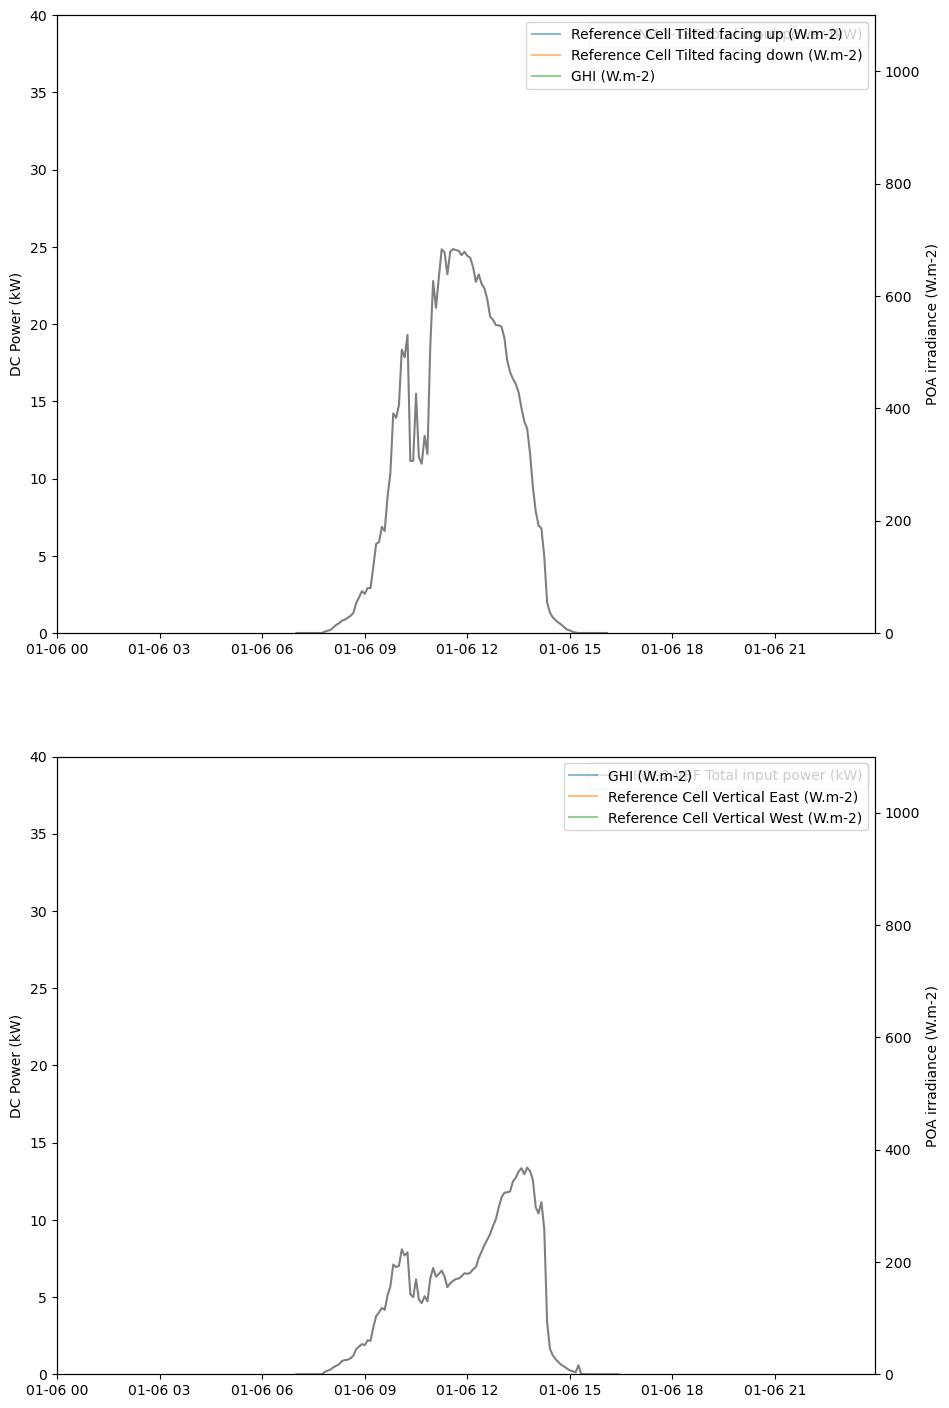 40
35
30
25
20
15
10
5
0
DC Power (kW)
Reference Cell Tilted facing up (W.m-2)
Reference Cell Tilted facing down (W.m-2)
GHI (W.m-2)
1000
800
600
400
200
0
POA irradiance (W.m-2)
01-06 00 01-06 03 01-06 06 01-06 09 01-06 12 01-06 15 01-06 18 01-06 21
40
35
30
25
20
15
10
5
0
DC Power (kW)
Total input power (kW)
GHI (W.m-2)
Reference Cell Vertical East (W.m-2)
Reference Cell Vertical West (W.m-2)
1000
800
600
400
200
0
POA irradiance (W.m-2)
01-06 00 01-06 03 01-06 06 01-06 09 01-06 12 01-06 15 01-06 18 01-06 21